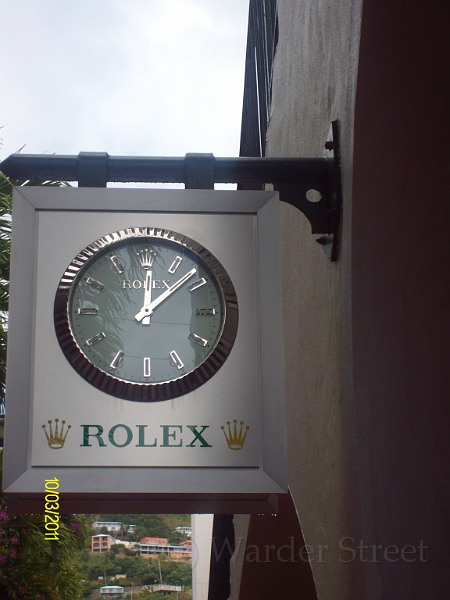 ROLEX
ROLEX
10/03/2011
Warder Street